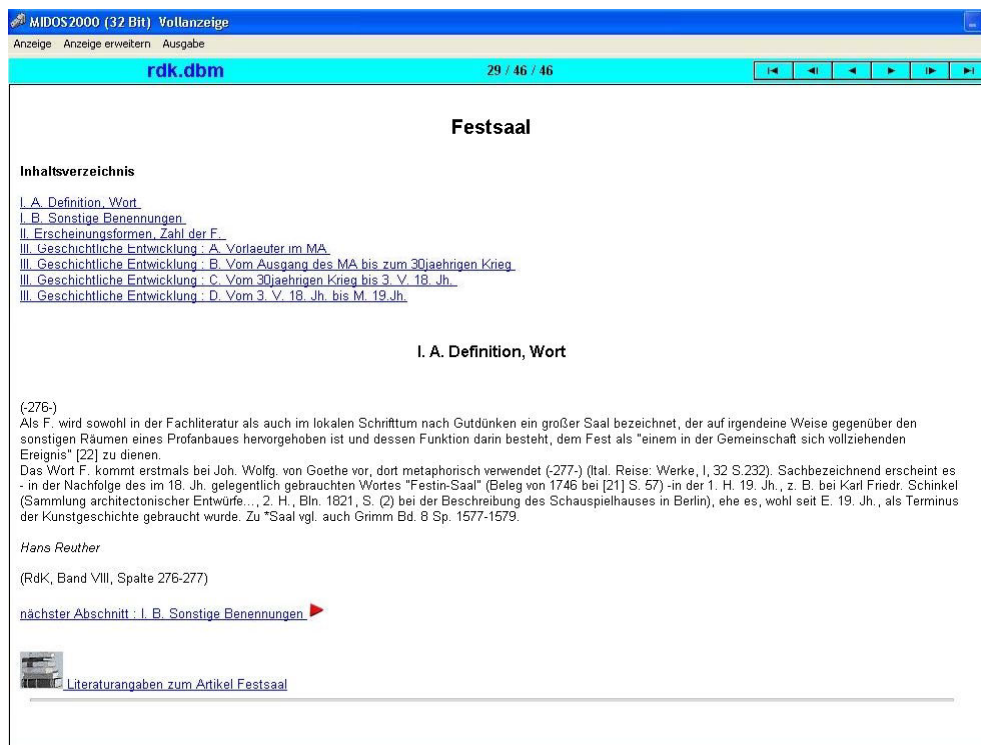 MIDOS2000 (32 Bit) Vollanzeige
Anzeige Anzeige erweitern Ausgabe
rdk.dbm 29 / 46 / 46
Festsaal
Inhaltsverzeichnis
I. A. Definition, Wort
I. B. Sonstige Benennungen
II. Erscheinungsformen, Zahl der F.
III. Geschichtliche Entwicklung : A. Vorlaeufer im MA
III. Geschichtliche Entwicklung : B. Vom Ausgang des MA bis zum 30jaehrigen Krieg
III. Geschichtliche Entwicklung : C. Vom 30jaehrigen Krieg bis 3. V. 18. Jh.
III. Geschichtliche Entwicklung : D. Vom 3. V. 18. Jh. bis M. 19.Jh.
I. A. Definition, Wort
(-276-)
Als F. wird sowohl in der Fachliteratur als auch im lokalen Schrifttum nach Gutdünken ein großer Saal bezeichnet, der auf irgendeine Weise gegenüber den
sonstigen Räumen eines Profanbaues hervorgehoben ist und dessen Funktion darin besteht, dem Fest als "einem in der Gemeinschaft sich vollziehenden
Ereignis" [22] zu dienen.
Das Wort F. kommt erstmals bei Joh. Wolfg. von Goethe vor, dort metaphorisch verwendet (-277-) (Ital. Reise: Werke, I, 32 S.232). Sachbezeichnend erscheint es
- in der Nachfolge des im 18. Jh. gelegentlich gebrauchten Wortes "Festin-Saal" (Beleg von 1746 bei [21] S. 57) -in der 1. H. 19. Jh., z. B. bei Karl Friedr. Schinkel
(Sammlung architectonischer Entwürfe..., 2. H., Bln. 1821, S. (2) bei der Beschreibung des Schauspielhauses in Berlin), ehe es, wohl seit E. 19. Jh., als Terminus
der Kunstgeschichte gebraucht wurde. Zu *Saal vgl. auch Grimm Bd. 8 Sp. 1577-1579.
Hans Reuther
(RdK, Band VIII, Spalte 276-277)
nächster Abschnitt : I. B. Sonstige Benennungen
Literaturangaben zum Artikel Festsaal